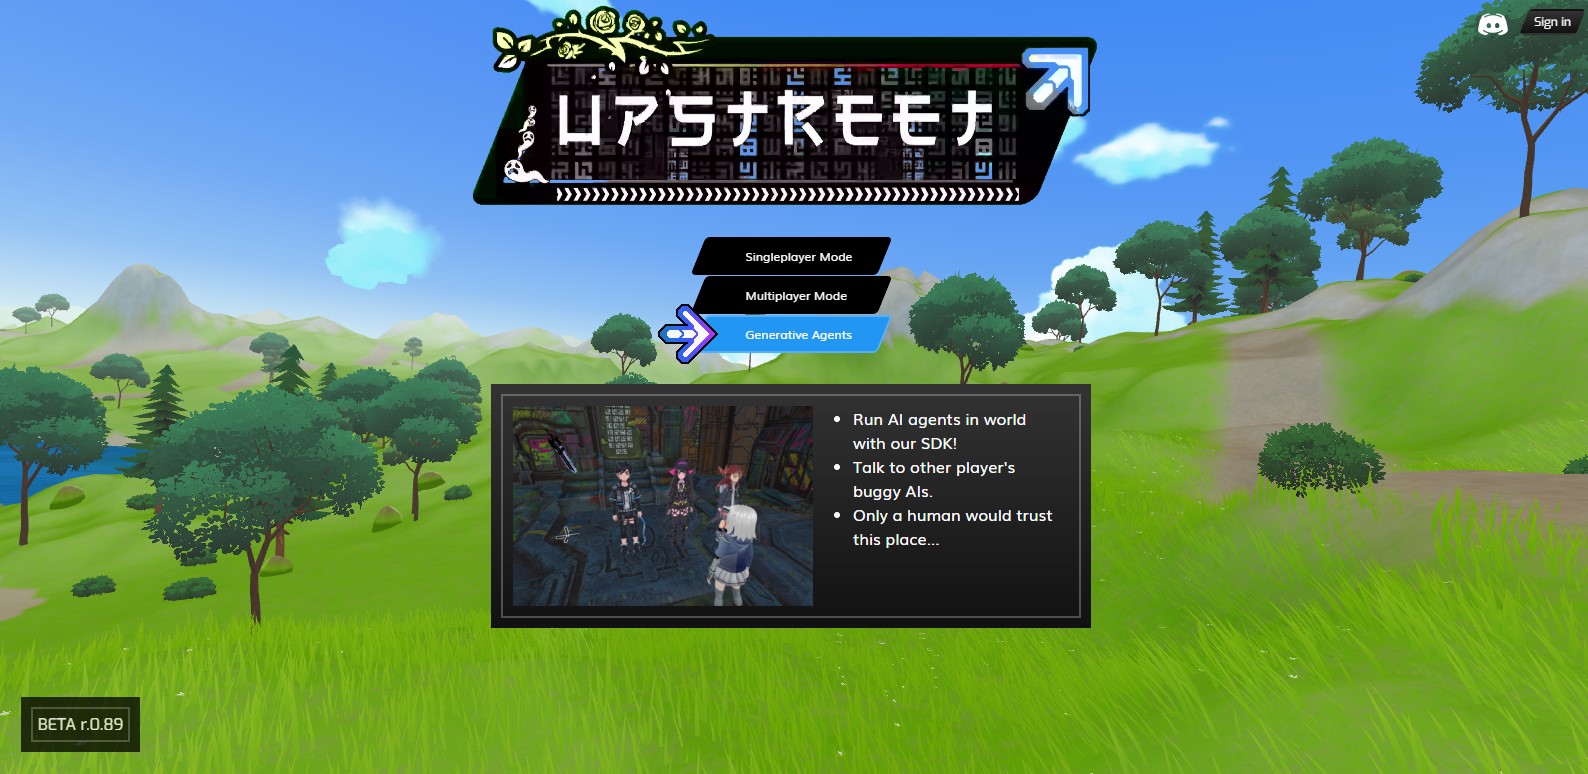 Sign in
UPSTREET
Singleplayer Mode
Multiplayer Mode
Generative Agents
• Run AI agents in world
with our SDK!
• Talk to other player's
buggy AIs.
• Only a human would trust
this place...
BETA r.0.89